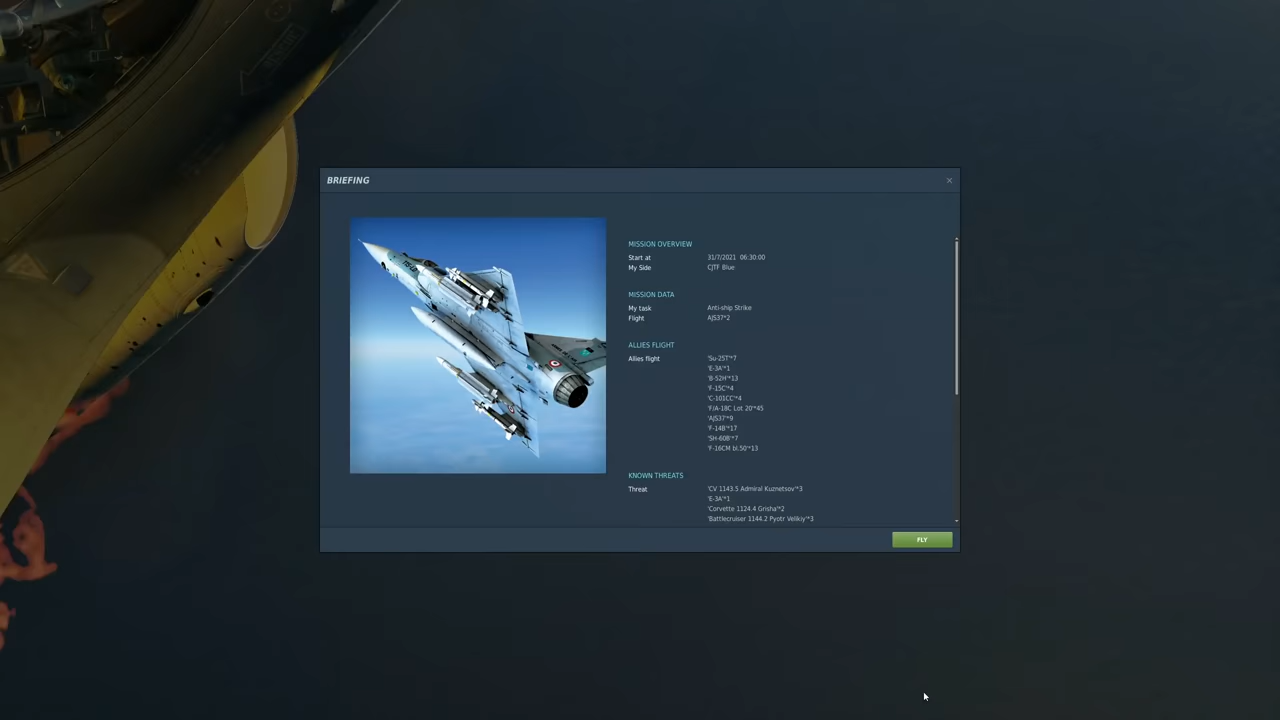 BRIEFING
MISSION OVERVIEW
Start at 31/7/2021 06:30:00
My Side CJTF Blue
MISSION DATA
My task Anti-ship Strike
Flight AJS37*2
ALLIES FLIGHT
Allies flight 'Su-25T'*7
'E-3A'*1
'B-52H'*13
'F-15C'*4
'C-101CC'*4
'F/A-18C Lot 20'*45
'AJS37'*9
'F-14B'*17
'SH-60B'*7
'F-16CM bl.50'*13
KNOWN THREATS
Threat 'CV 1143.5 Admiral Kuznetsov'*3
'E-3A'*1
'Corvette 1124.4 Grisha'*2
'Battlecruiser 1144.2 Pyotr Velikiy'*3
FLY